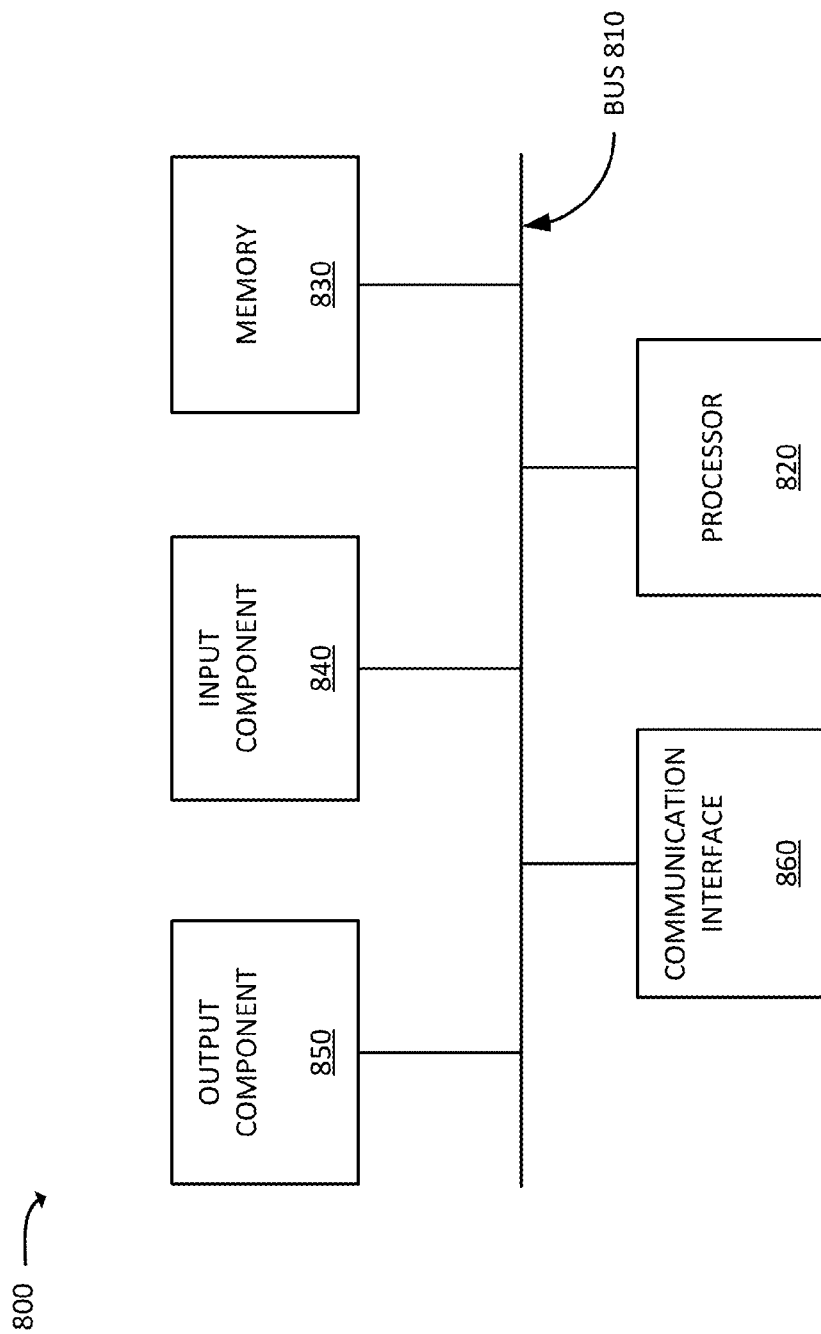 800
OUTPUT
COMPONENT
850
INPUT
COMPONENT
840
MEMORY
830
BUS 810
COMMUNICATION
INTERFACE
860
PROCESSOR
820